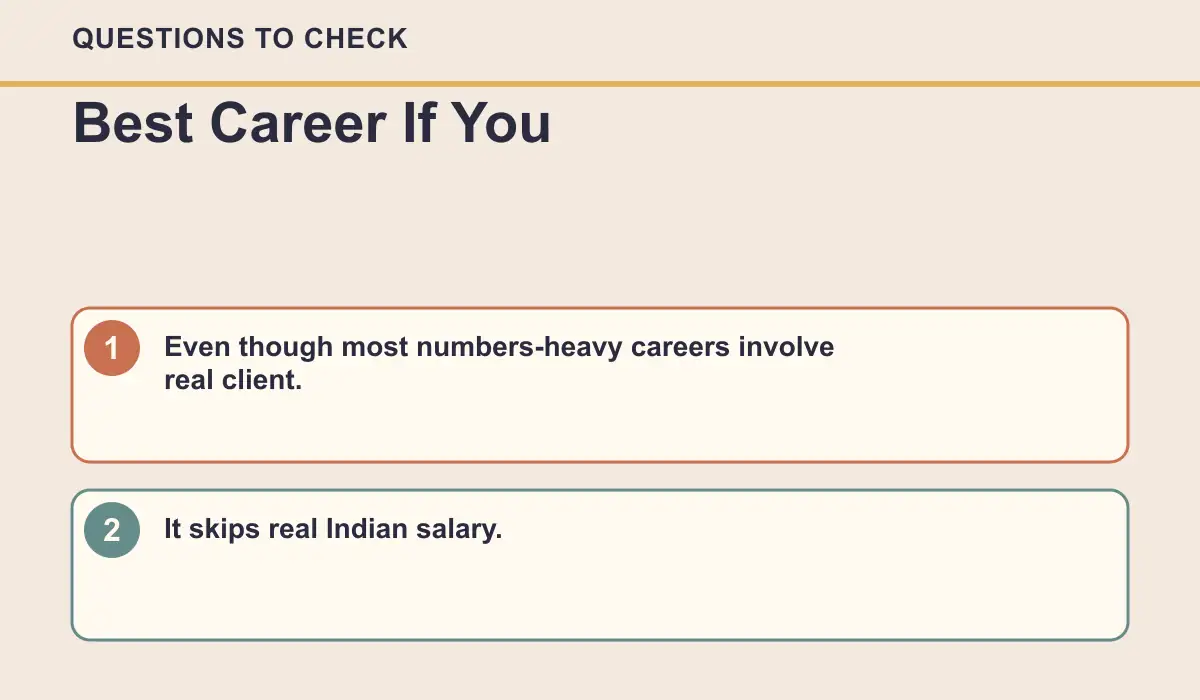 QUESTIONS TO CHECK
Best Career If You
1
Even though most numbers-heavy careers involve
real client.
2
It skips real Indian salary.